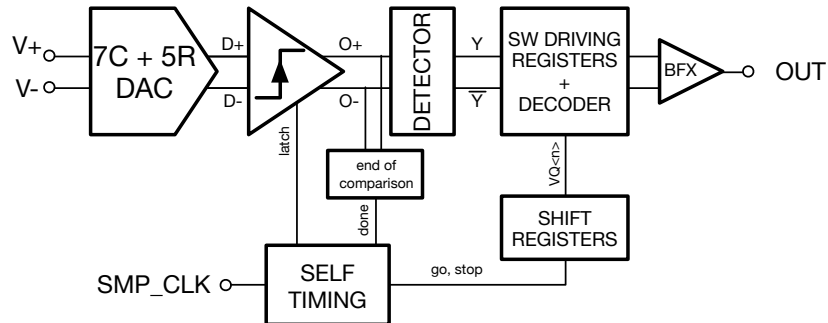 V+
V-
7C + 5R
DAC
D+
D-
O+
O-
DETECTOR
Y
Y
SW DRIVING
REGISTERS
+
DECODER
BFX
OUT
latch
end of
comparison
done
VQ<n>
SHIFT
REGISTERS
SMP_CLK
SELF
TIMING
go, stop